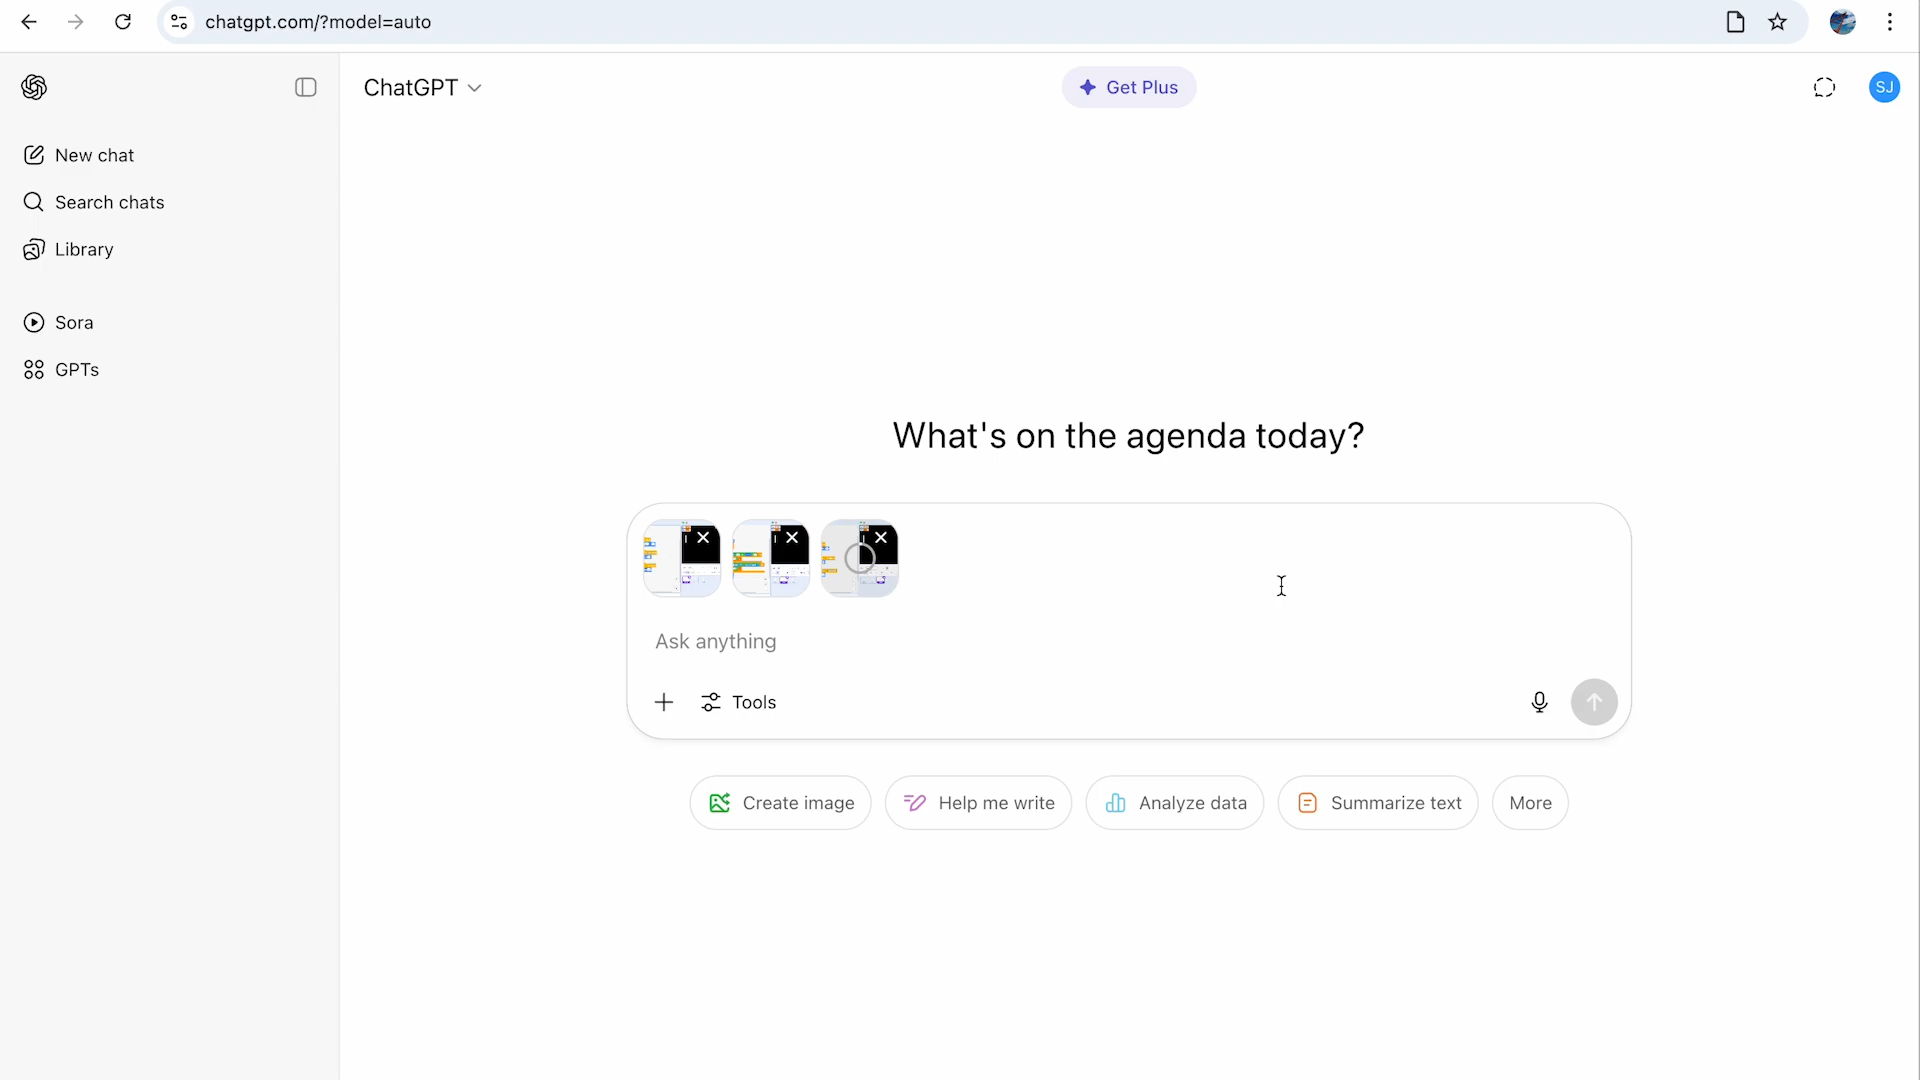 chatgpt.com/?model=auto
ChatGPT
Get Plus
SJ
New chat
Search chats
Library
Sora
GPTs
What's on the agenda today?
Ask anything
Tools
Create image
Help me write
Analyze data
Summarize text
More